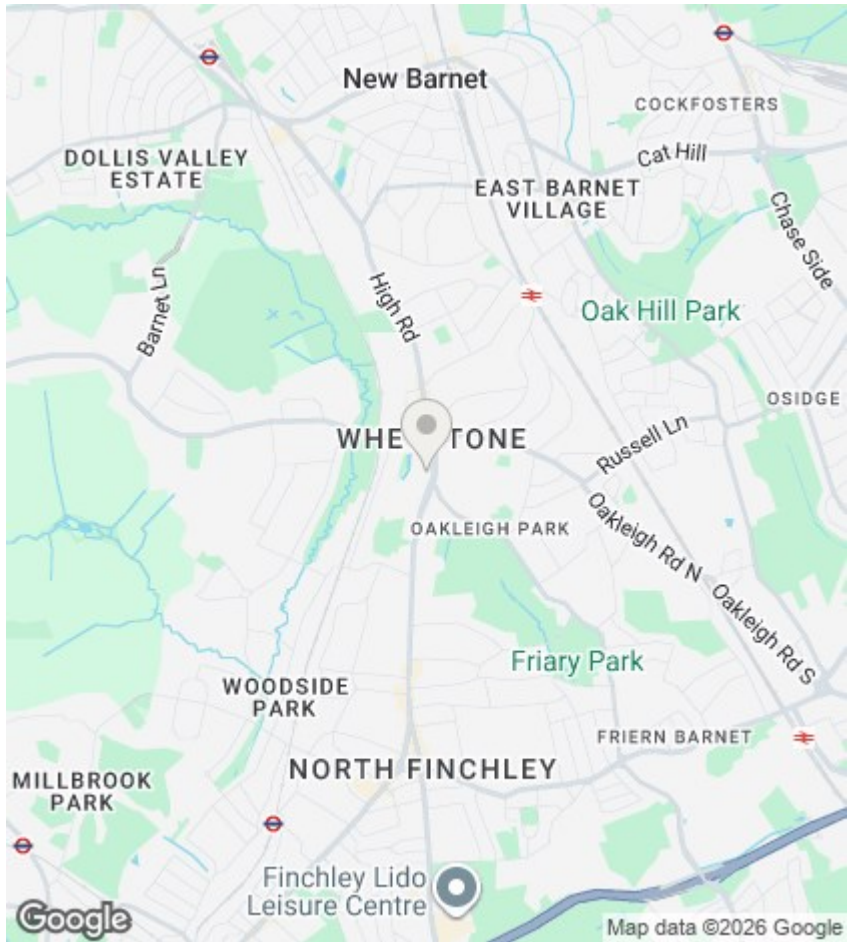 New Barnet
COCKFOSTERS
DOLLIS VALLEY
ESTATE
Cat Hill
EAST BARNET
VILLAGE
Chase Side
Barnet Ln
High Rd
Oak Hill Park
OSIDGE
WHE TONE
Russell Ln
OAKLEIGH PARK
Oakleigh Rd N
Oakleigh Rd S
Friary Park
WOODSIDE
PARK
FRIERN BARNET
NORTH FINCHLEY
MILLBROOK
PARK
Finchley Lido
Leisure Centre
Google
Map data ©2026 Google